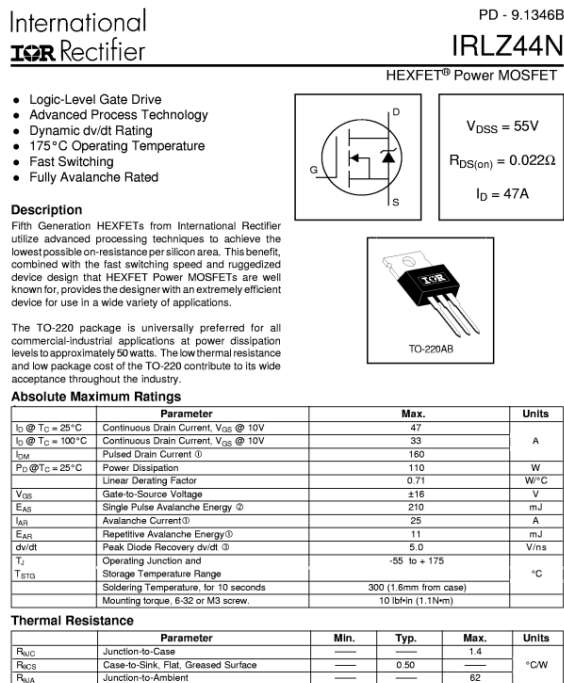 International
IOR Rectifier
PD - 9.1346B
IRLZ44N
HEXFET® Power MOSFET
● Logic-Level Gate Drive
● Advanced Process Technology
● Dynamic dv/dt Rating
● 175°C Operating Temperature
● Fast Switching
● Fully Avalanche Rated
D
G
S
VDSS = 55V
RDS(on) = 0.022Ω
ID = 47A
Description
Fifth Generation HEXFETs from International Rectifier
utilize advanced processing techniques to achieve the
lowest possible on-resistance per silicon area. This benefit,
combined with the fast switching speed and ruggedized
device design that HEXFET Power MOSFETs are well
known for, provides the designer with an extremely efficient
device for use in a wide variety of applications.
The TO-220 package is universally preferred for all
commercial-industrial applications at power dissipation
levels to approximately 50 watts. The low thermal resistance
and low package cost of the TO-220 contribute to its wide
acceptance throughout the industry.
IOR
TO-220AB
Absolute Maximum Ratings
Parameter Max. Units
ID @ TC = 25°C Continuous Drain Current, VGS @ 10V 47
ID @ TC = 100°C Continuous Drain Current, VGS @ 10V 33 A
IDM Pulsed Drain Current ① 160
PD @TC = 25°C Power Dissipation 110 W
Linear Derating Factor 0.71 W/°C
VGS Gate-to-Source Voltage ±16 V
EAS Single Pulse Avalanche Energy ② 210 mJ
IAR Avalanche Current① 25 A
EAR Repetitive Avalanche Energy① 11 mJ
dv/dt Peak Diode Recovery dv/dt ③ 5.0 V/ns
TJ Operating Junction and -55 to + 175
TSTG Storage Temperature Range °C
Soldering Temperature, for 10 seconds 300 (1.6mm from case)
Mounting torque, 6-32 or M3 screw. 10 lbf•in (1.1N•m)
Thermal Resistance
Parameter Min. Typ. Max. Units
RθJC Junction-to-Case —— —— 1.4
RθCS Case-to-Sink, Flat, Greased Surface —— 0.50 —— °C/W
RθJA Junction-to-Ambient —— —— 62